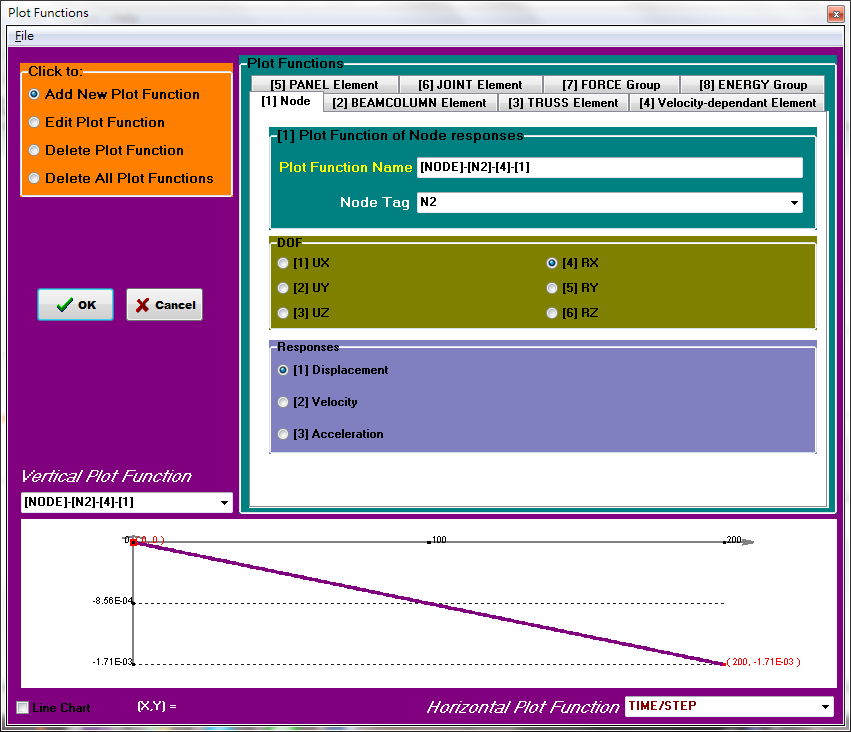 Plot Functions
File
Click to:
Add New Plot Function
Edit Plot Function
Delete Plot Function
Delete All Plot Functions
OK
Cancel
Plot Functions
[5] PANEL Element
[6] JOINT Element
[7] FORCE Group
[8] ENERGY Group
[1] Node
[2] BEAMCOLUMN Element
[3] TRUSS Element
[4] Velocity-dependant Element
[1] Plot Function of Node responses
Plot Function Name
[NODE]-[N2]-[4]-[1]
Node Tag
N2
DOF
[1] UX
[4] RX
[2] UY
[5] RY
[3] UZ
[6] RZ
Responses
[1] Displacement
[2] Velocity
[3] Acceleration
Vertical Plot Function
[NODE]-[N2]-[4]-[1]
0
(0, 0)
100
200
-8.56E-04
-1.71E-03
(200, -1.71E-03)
Line Chart
(X,Y) =
Horizontal Plot Function
TIME/STEP